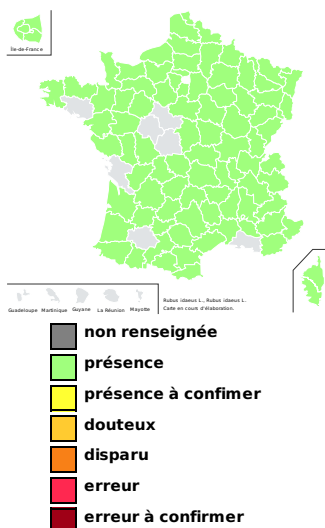 Île-de-France
Guadeloupe Martinique Guyane La Réunion Mayotte
Rubus idaeus L., Rubus idaeus L.
Carte en cours d'élaboration.
non renseignée
présence
présence à confimer
douteux
disparu
erreur
erreur à confirmer